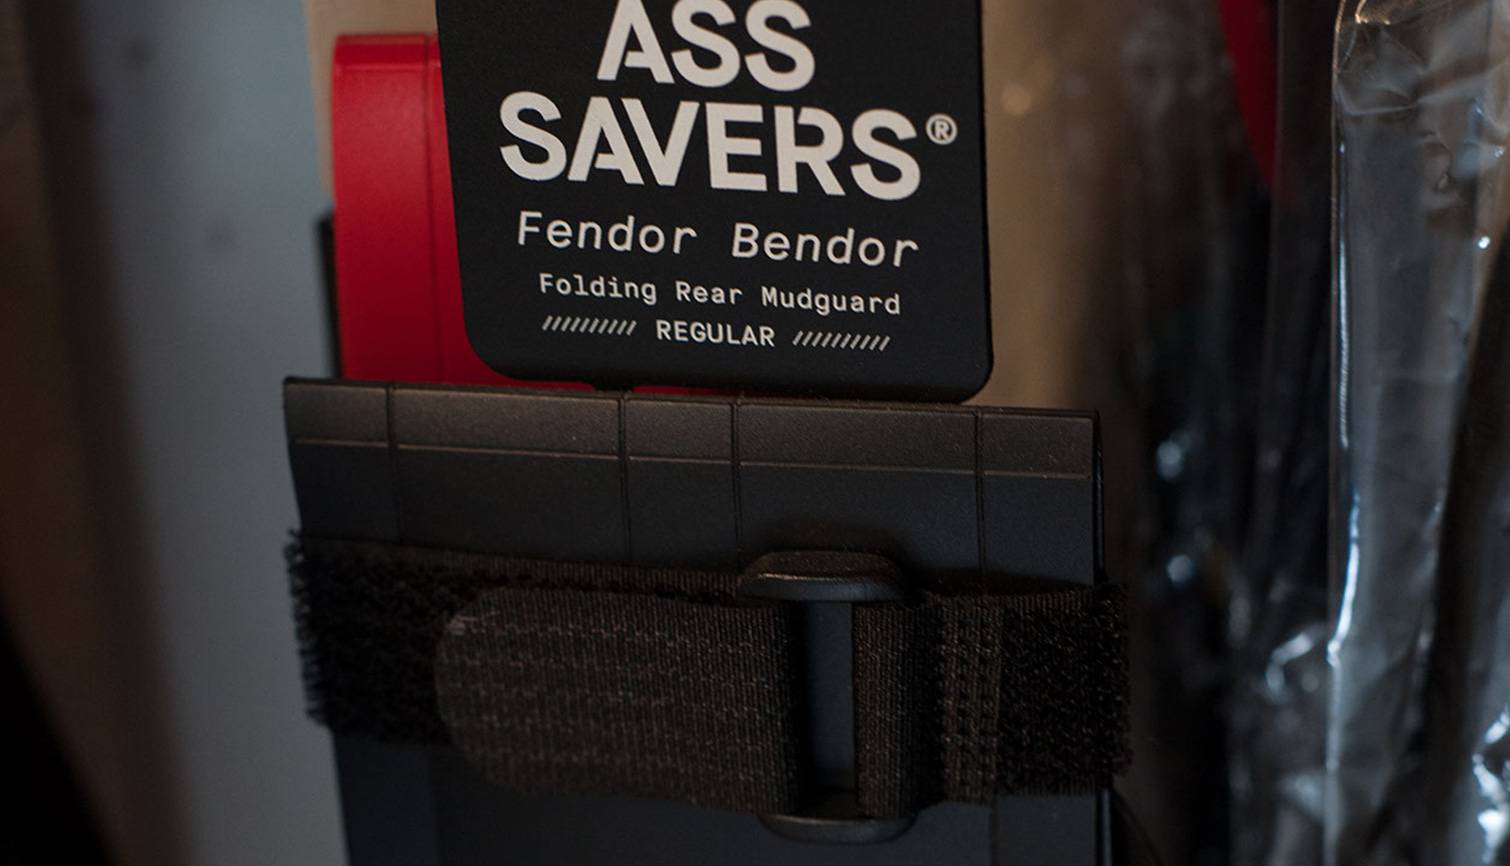 ASS
SAVERS®
Fendor Bendor
Folding Rear Mudguard
////////// REGULAR //////////